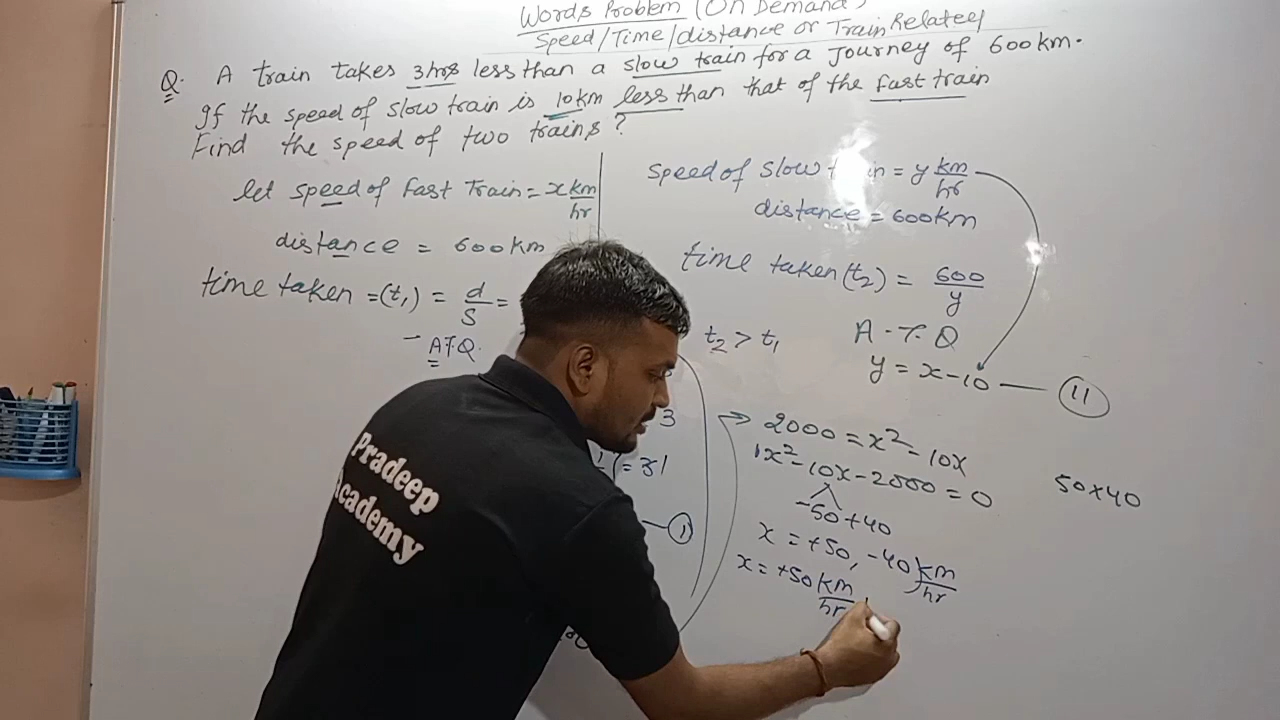 Words Problem (On Demand)
Speed/Time/distance or Train Related
Q. A train takes 3hrs less than a slow train for a Journey of 600km.
If the speed of slow train is 10km less than that of the fast train
Find the speed of two trains?
let speed of Fast Train = x km/hr
distance = 600km
time taken =(t₁) = d/S =
A.T.Q.
speed of slow = y km/hr
distance = 600km
time taken (t₂) = 600/y
t₂ > t₁
A.T.Q
y = x-10 — (11)
3
— (1)
2000 = x² - 10x
1x² - 10x - 2000 = 0
-50 +40
x = +50, -40 km/hr
x = +50 km/hr
50x40
Pradeep
Academy